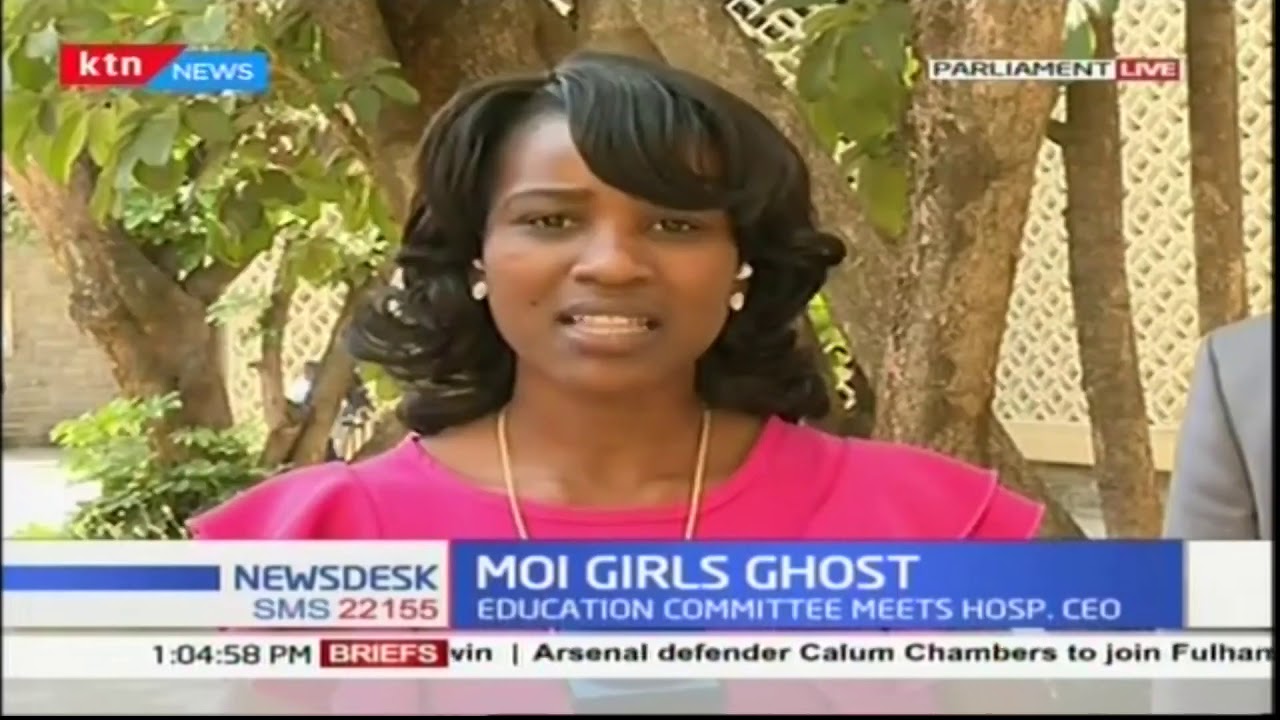 ktn NEWS
PARLIAMENT LIVE
NEWSDESK
SMS 22155
MOI GIRLS GHOST
EDUCATION COMMITTEE MEETS HOSP. CEO
1:04:58 PM BRIEFS vin | Arsenal defender Calum Chambers to join Fulham